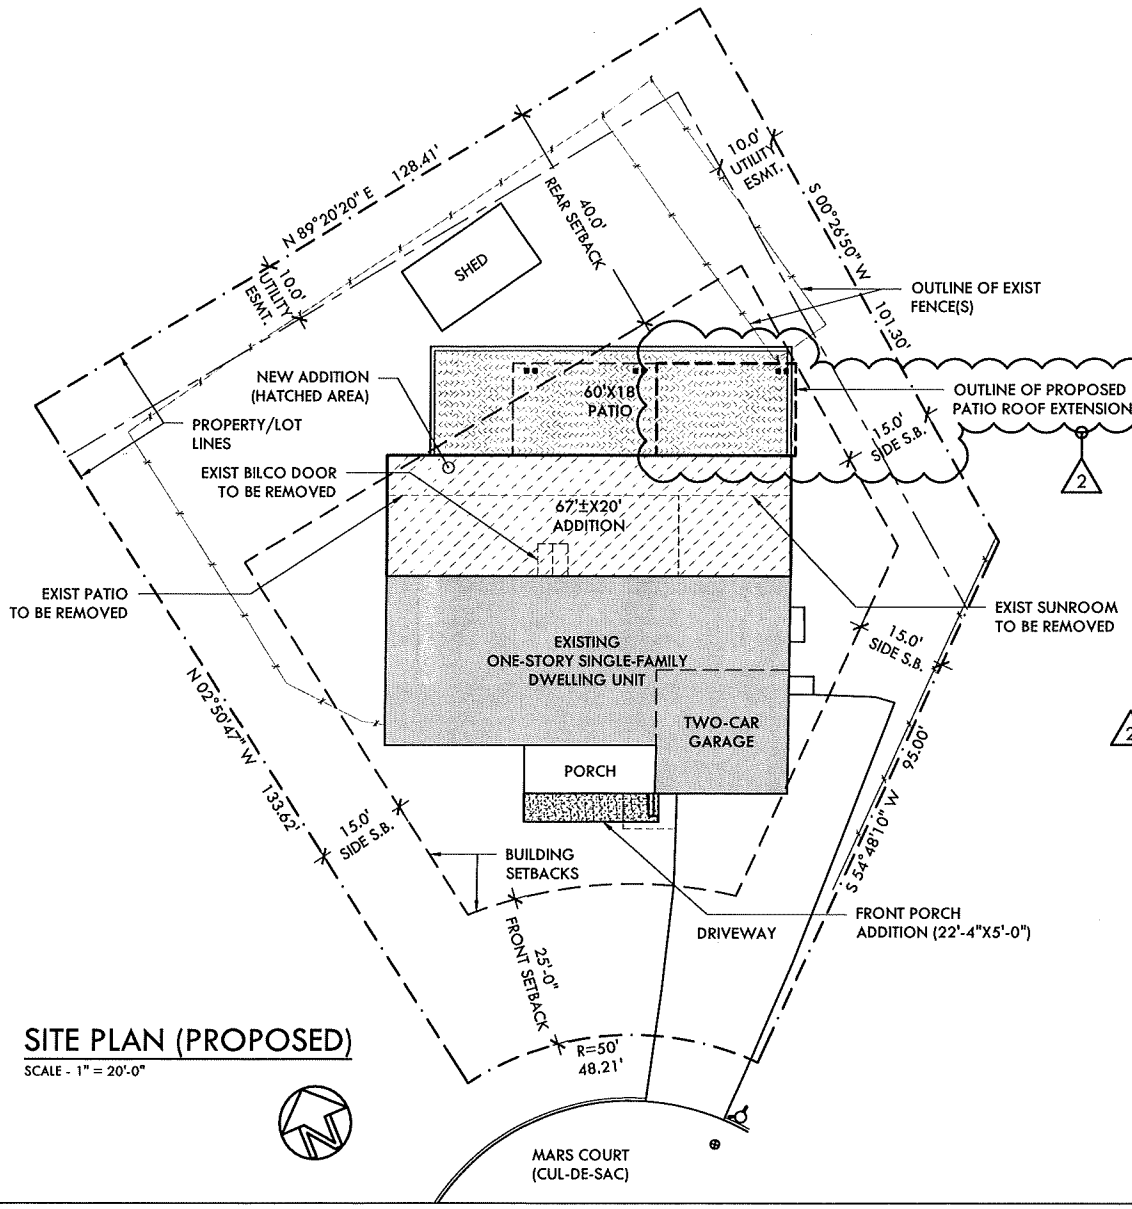 N 89°20'20" E 128.41'
10.0'
UTILITY
ESMT.
S 00°26'50" W 101.30'
40.0'
REAR SETBACK
SHED
10.0'
UTILITY
ESMT.
OUTLINE OF EXIST
FENCE(S)
NEW ADDITION
(HATCHED AREA)
60'X18'
PATIO
OUTLINE OF PROPOSED
PATIO ROOF EXTENSION
PROPERTY/LOT
LINES
15.0'
SIDE S.B.
EXIST BILCO DOOR
TO BE REMOVED
2
67'±X20'
ADDITION
EXIST PATIO
TO BE REMOVED
EXIST SUNROOM
TO BE REMOVED
15.0'
SIDE S.B.
EXISTING
ONE-STORY SINGLE-FAMILY
DWELLING UNIT
N 02°50'47" W 133.62'
TWO-CAR
GARAGE
2
PORCH
S 54°48'10" W 95.00'
15.0'
SIDE S.B.
BUILDING
SETBACKS
FRONT PORCH
ADDITION (22'-4"X5'-0")
DRIVEWAY
25'-0"
FRONT SETBACK
SITE PLAN (PROPOSED)
SCALE - 1" = 20'-0"
R=50'
48.21'
N
MARS COURT
(CUL-DE-SAC)